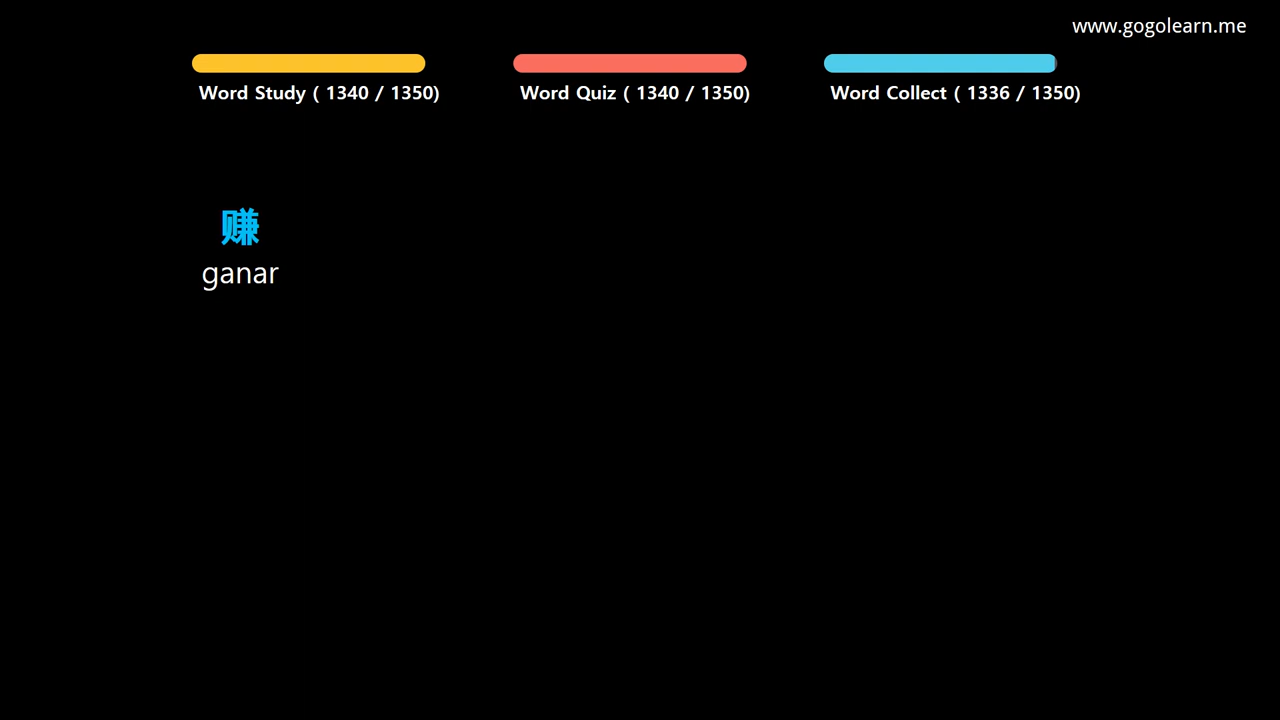 www.gogolearn.me
Word Study ( 1340 / 1350)
Word Quiz ( 1340 / 1350)
Word Collect ( 1336 / 1350)
赚
ganar